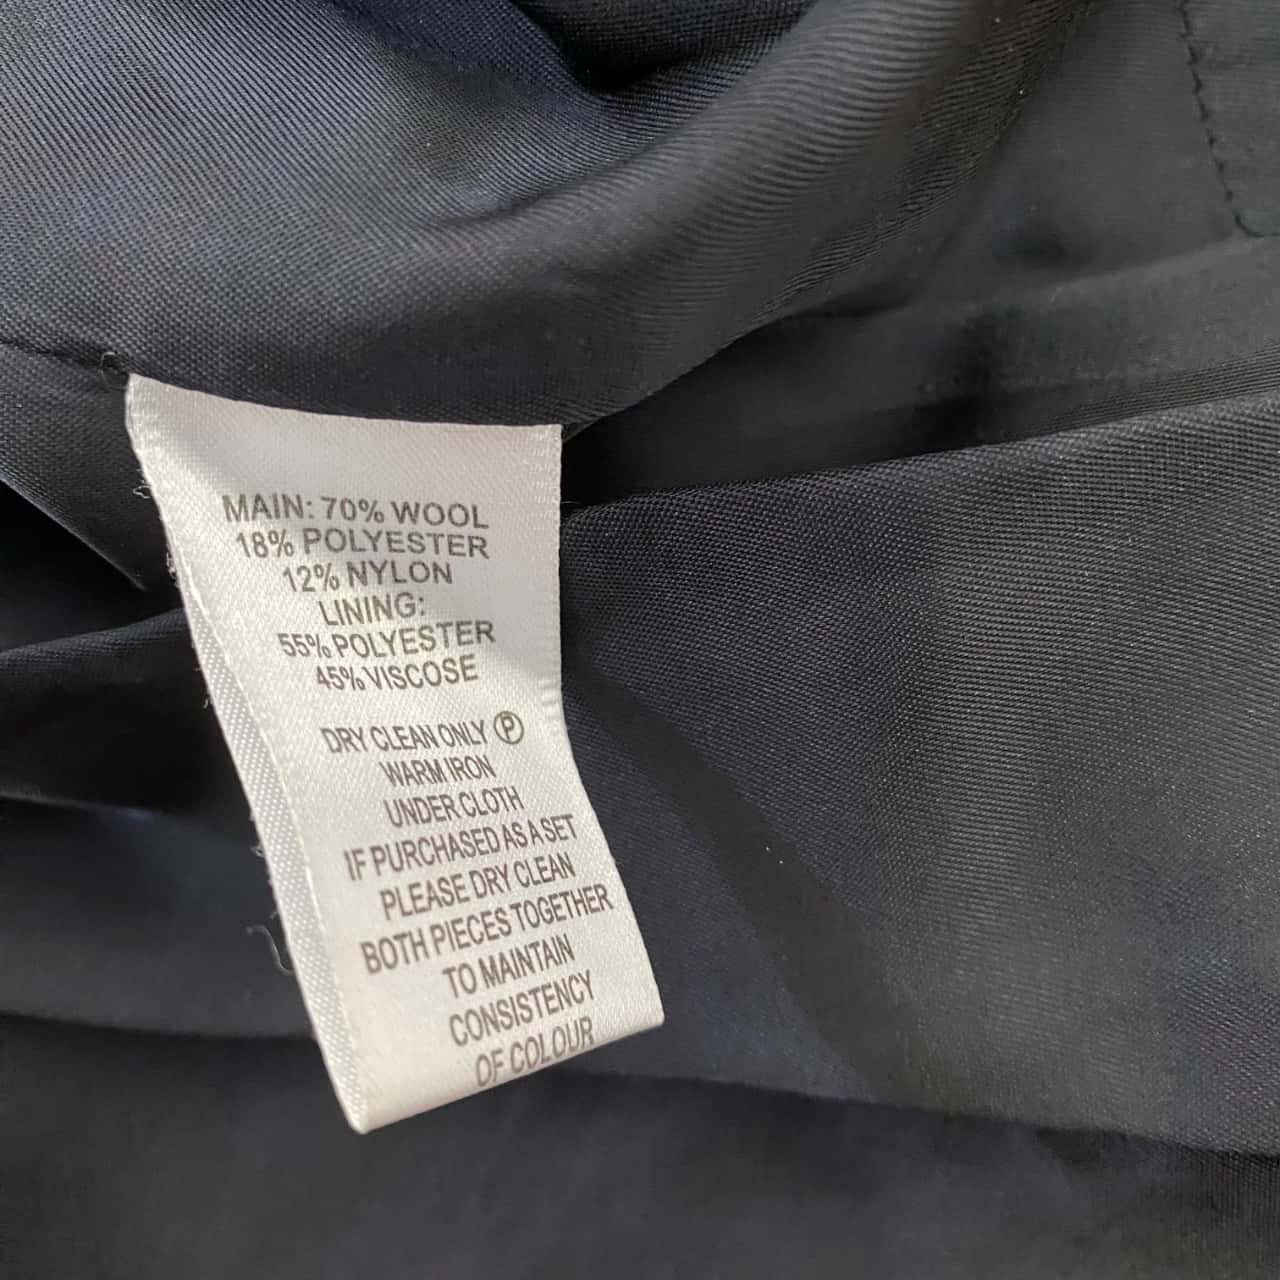 MAIN: 70% WOOL
18% POLYESTER
12% NYLON
LINING:
55% POLYESTER
45% VISCOSE
DRY CLEAN ONLY Ⓟ
WARM IRON
UNDER CLOTH
IF PURCHASED AS A SET
PLEASE DRY CLEAN
BOTH PIECES TOGETHER
TO MAINTAIN
CONSISTENCY
OF COLOUR